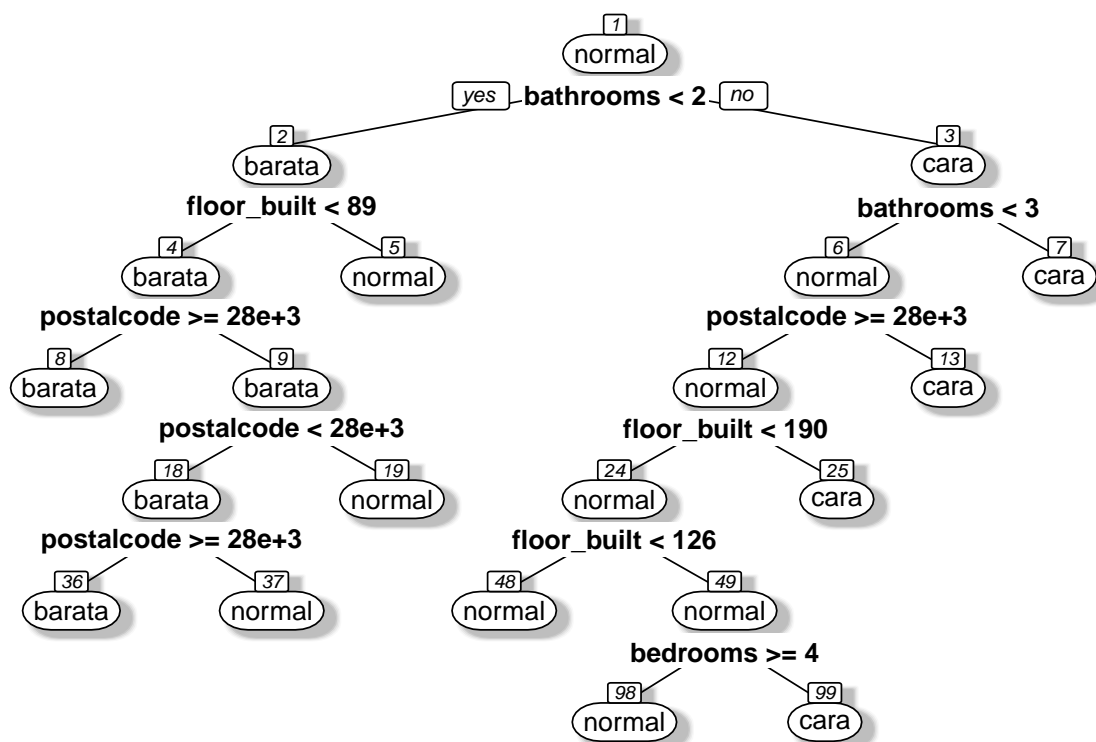 1
normal
yes bathrooms < 2 no
2 3
barata cara
floor_built < 89 bathrooms < 3
4 5 6 7
barata normal normal cara
postalcode >= 28e+3 postalcode >= 28e+3
8 9 12 13
barata barata normal cara
postalcode < 28e+3 floor_built < 190
18 19 24 25
barata normal normal cara
postalcode >= 28e+3 floor_built < 126
36 37 48 49
barata normal normal normal
bedrooms >= 4
98 99
normal cara